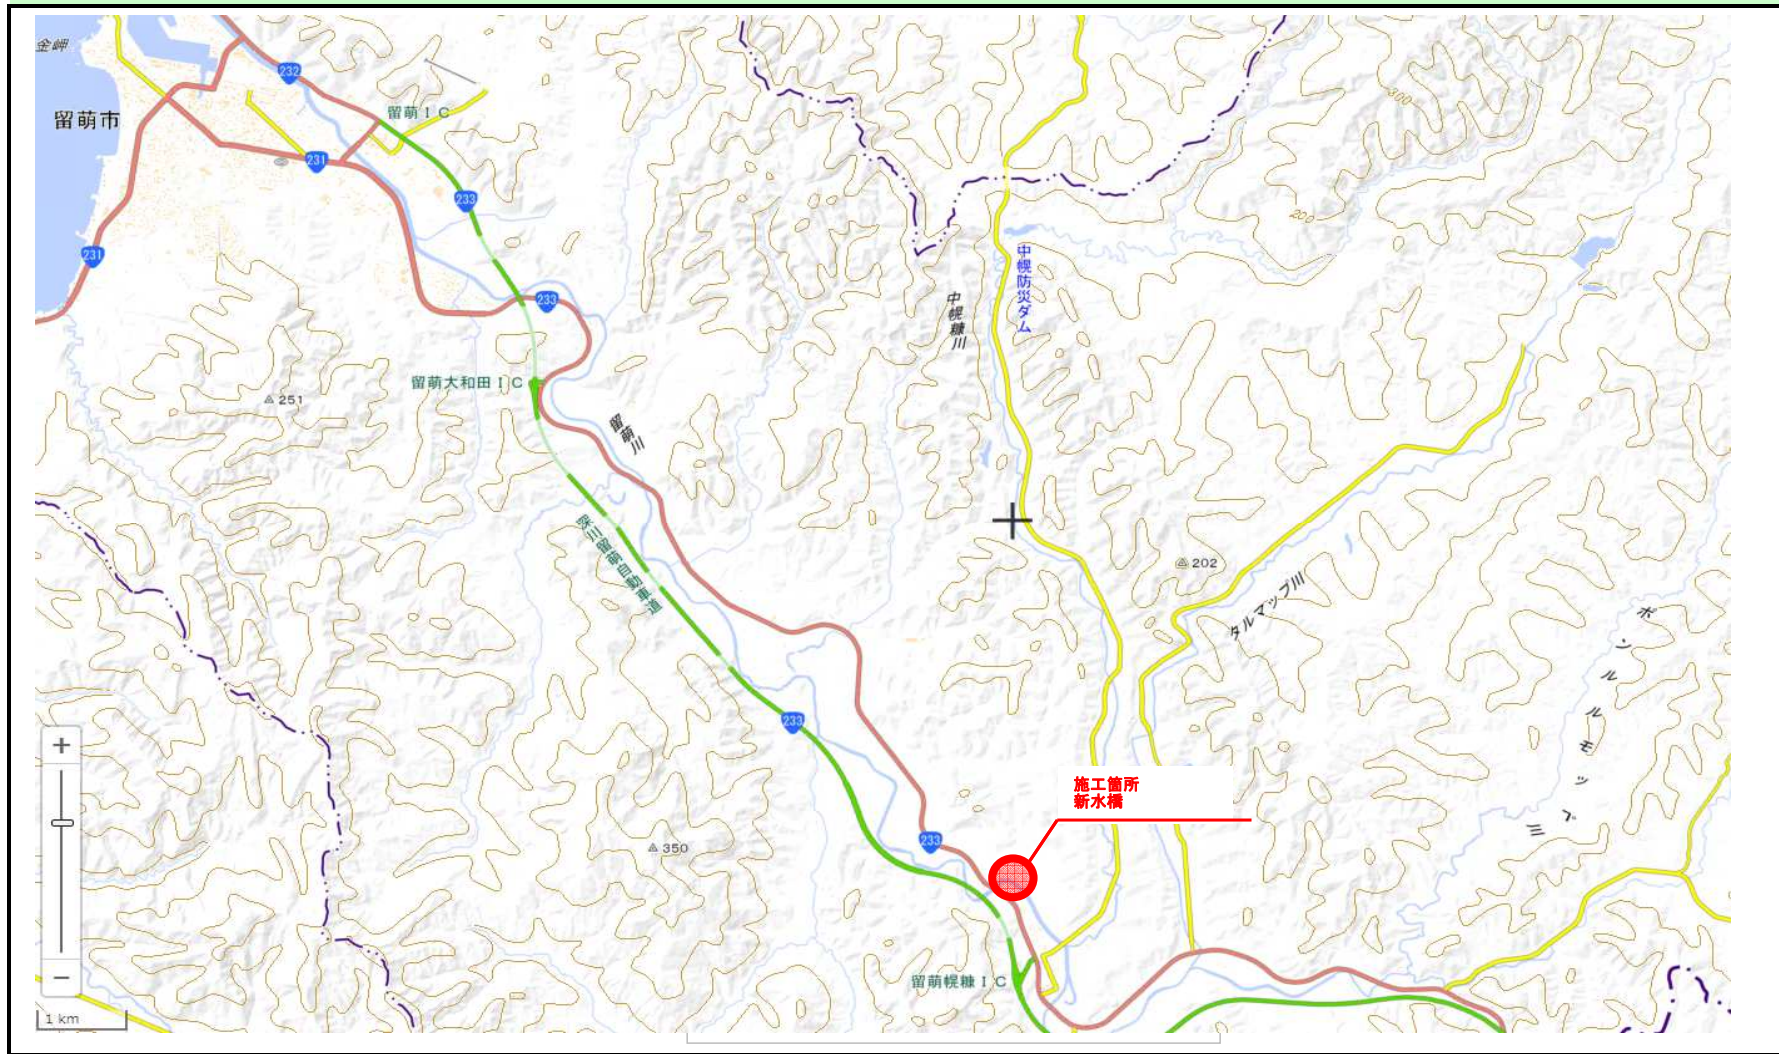 金岬
232
留萌IC
留萌市
231
233
231
300
200
中幌防災ダム
中幌糠川
233
留萌大和田IC
251
留萌川
深川留萌自動車道
202
タルマップ川
ポンルルモッペ
233
施工箇所
新水橋
233
350
留萌幌糠IC
+
−
1 km